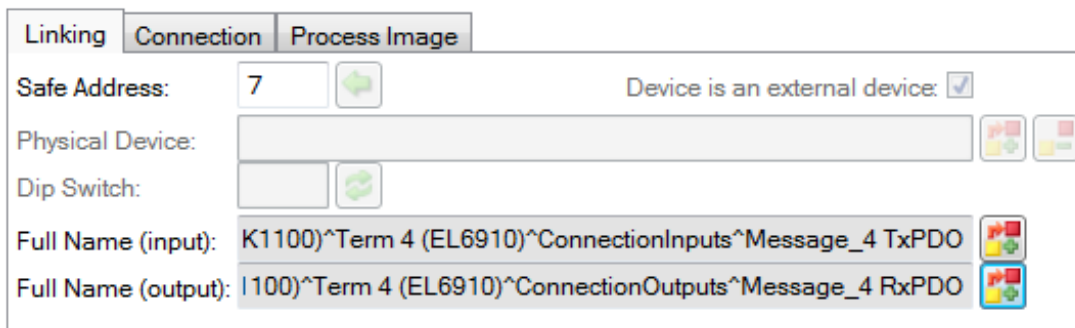 Linking Connection Process Image
Safe Address: 7 Device is an external device:
Physical Device:
Dip Switch:
Full Name (input): K1100)^Term 4 (EL6910)^ConnectionInputs^Message_4 TxPDO
Full Name (output): 1100)^Term 4 (EL6910)^ConnectionOutputs^Message_4 RxPDO